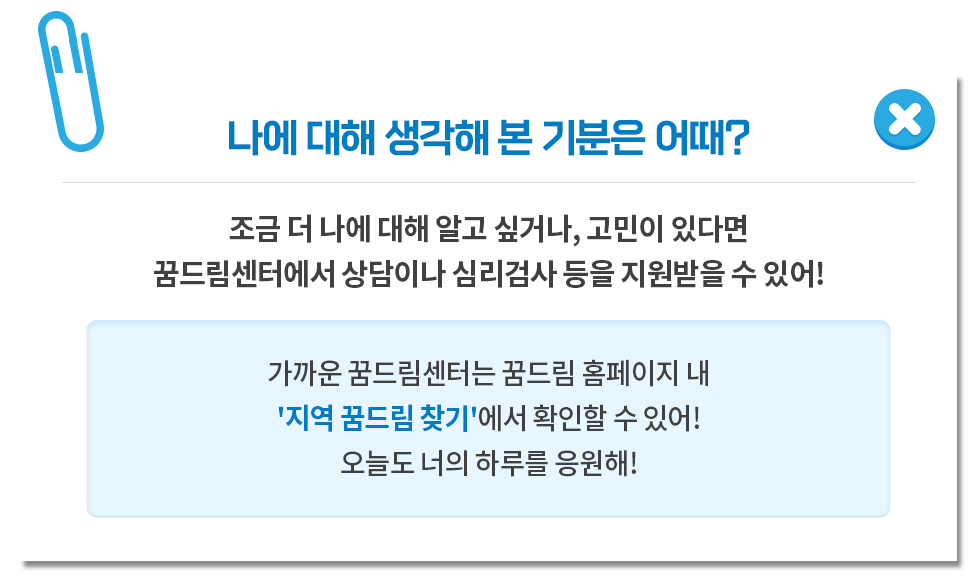 나에 대해 생각해 본 기분은 어때?
조금 더 나에 대해 알고 싶거나, 고민이 있다면
꿈드림센터에서 상담이나 심리검사 등을 지원받을 수 있어!
가까운 꿈드림센터는 꿈드림 홈페이지 내
'지역 꿈드림 찾기'에서 확인할 수 있어!
오늘도 너의 하루를 응원해!